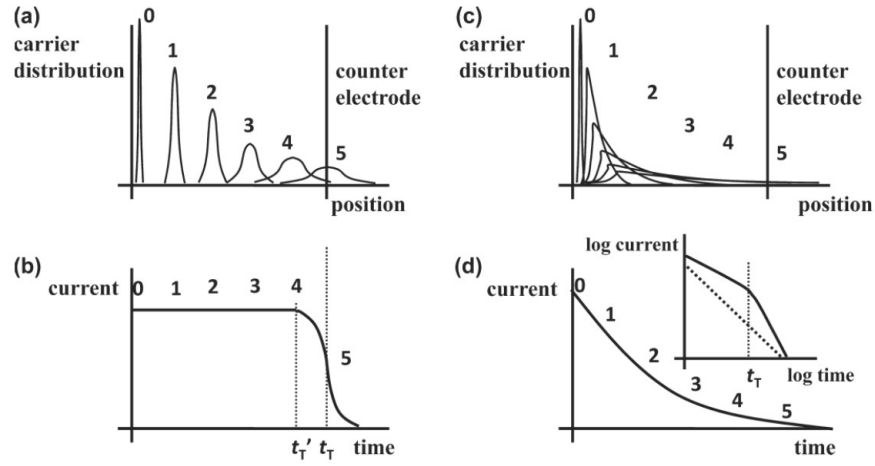 (a)
0
carrier
distribution
1
2
3
4
5
counter
electrode
position
(b)
current
0 1 2 3 4
5
tT’ tT time
(c)
0
carrier
distribution
1
2
3
4
5
counter
electrode
position
(d)
current
0
1
2
3
4
5
time
log current
tT
log time